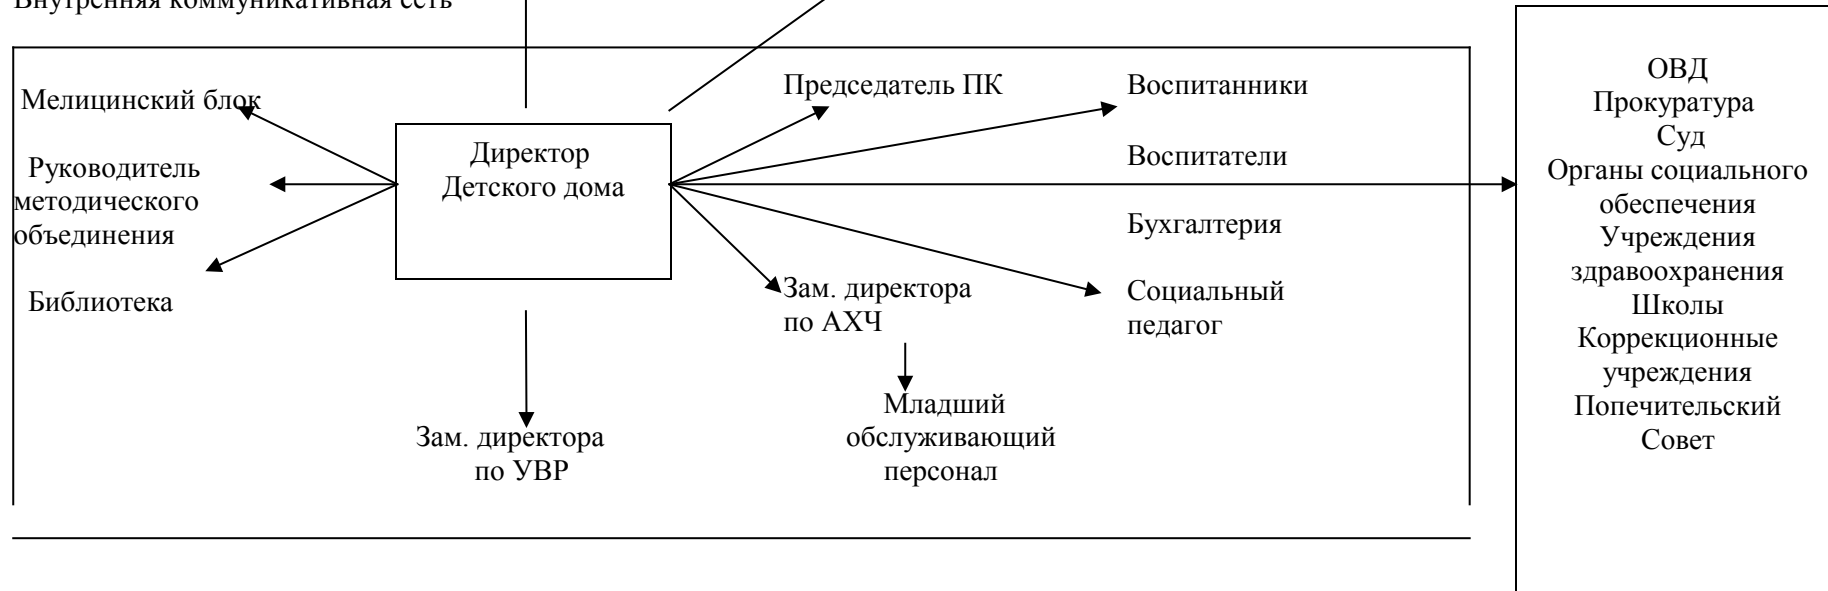 Внутренняя коммуникативная сеть
Мелицинский блок
Руководитель
методического
объединения
Библиотека
Директор
Детского дома
Зам. директора
по УВР
Председатель ПК
Зам. директора
по АХЧ
Младший
обслуживающий
персонал
Воспитанники
Воспитатели
Бухгалтерия
Социальный
педагог
ОВД
Прокуратура
Суд
Органы социального
обеспечения
Учреждения
здравоохранения
Школы
Коррекционные
учреждения
Попечительский
Совет